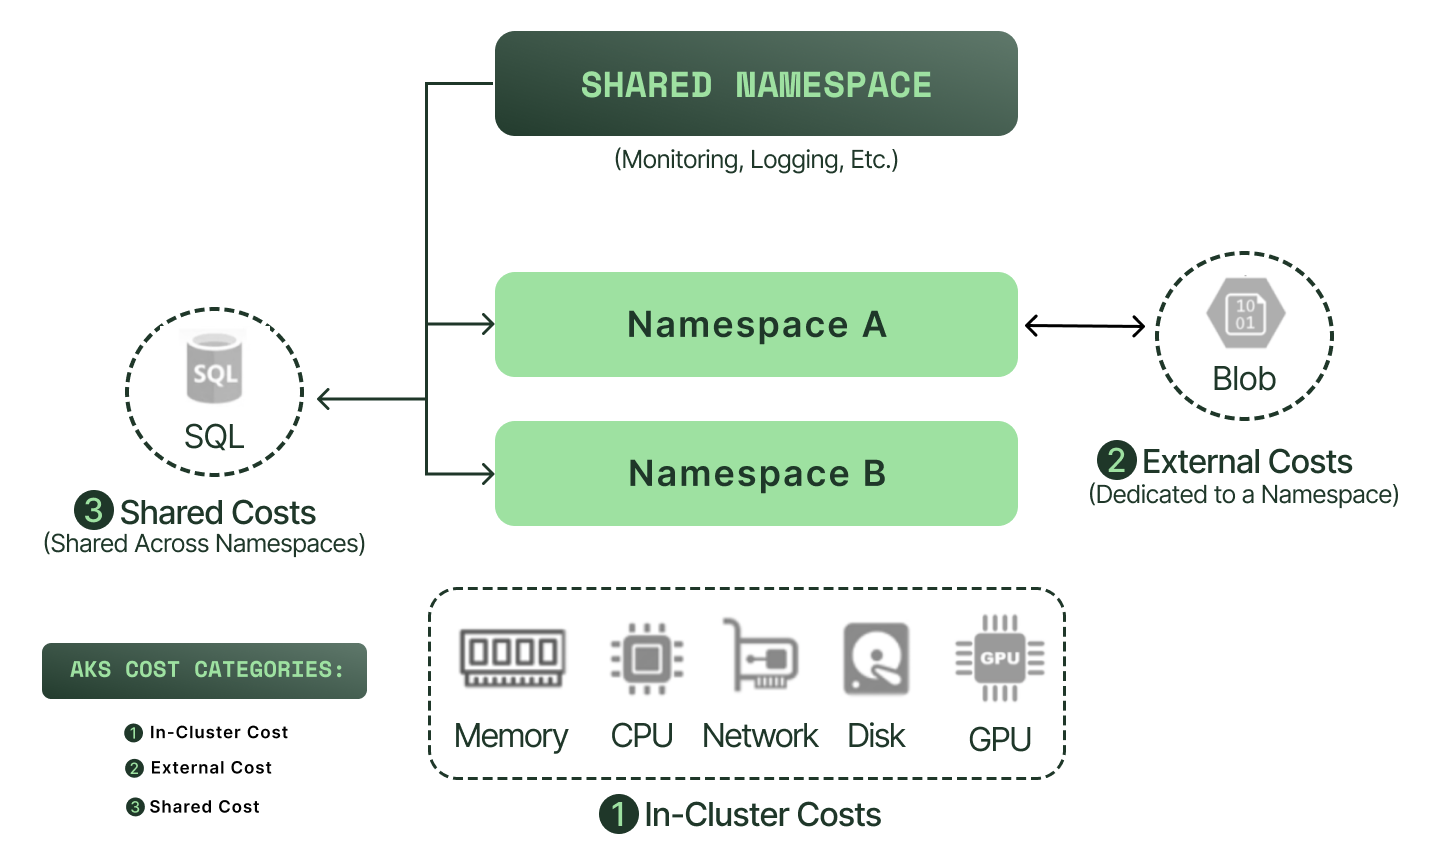 SHARED NAMESPACE
(Monitoring, Logging, Etc.)
Namespace A
10
01
Blob
SQL
SQL
Namespace B
2 External Costs
(Dedicated to a Namespace)
3 Shared Costs
(Shared Across Namespaces)
GPU
Memory
CPU
Network
Disk
GPU
1 In-Cluster Costs
AKS COST CATEGORIES:
1 In-Cluster Cost
2 External Cost
3 Shared Cost